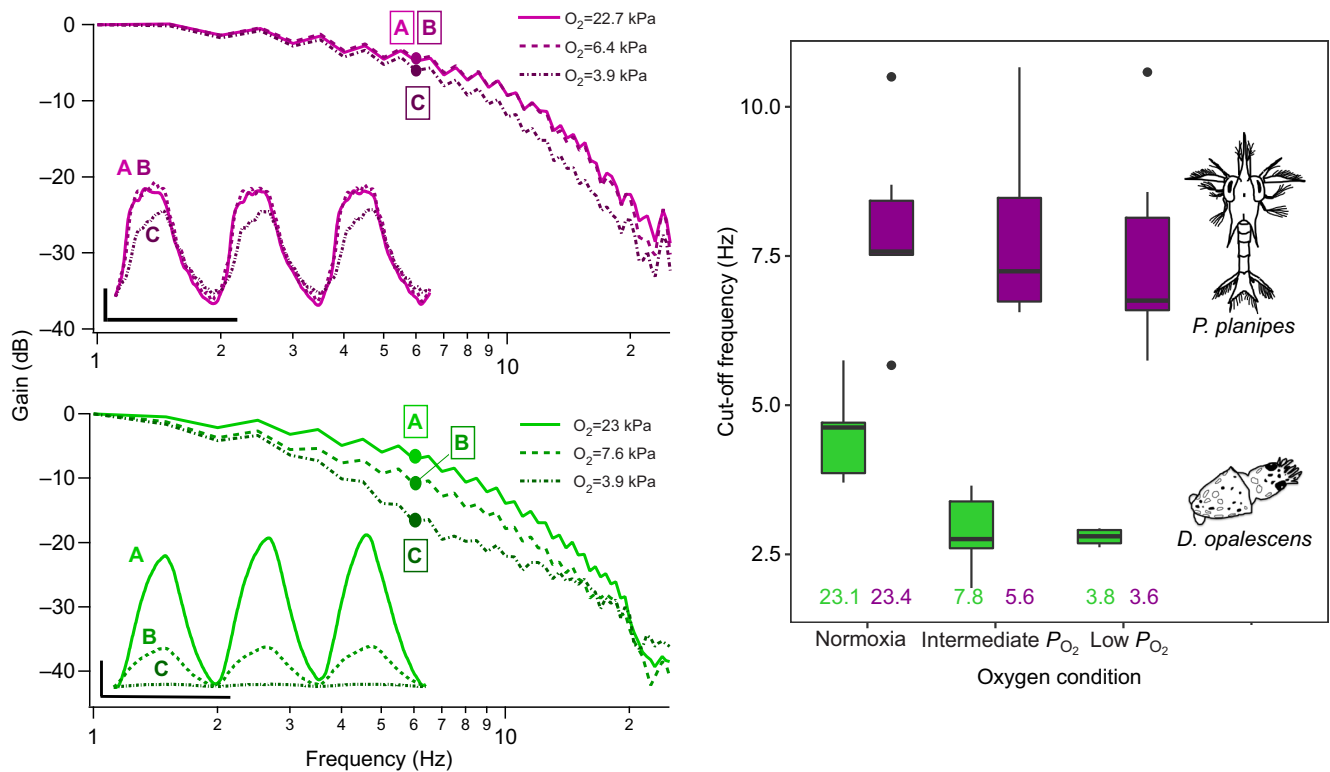 0
–10
–20
–30
–40
O₂=22.7 kPa
O₂=6.4 kPa
O₂=3.9 kPa
A B
C
A B
C
1 2 3 4 5 6 7 8 9 10 2
Gain (dB)
0
–10
–20
–30
–40
O₂=23 kPa
O₂=7.6 kPa
O₂=3.9 kPa
A
B
C
A
B
C
1 2 3 4 5 6 7 8 9 10 2
Frequency (Hz)
Cut-off frequency (Hz)
10.0
7.5
5.0
2.5
P. planipes
D. opalescens
23.1 23.4 7.8 5.6 3.8 3.6
Normoxia Intermediate P_O₂ Low P_O₂
Oxygen condition